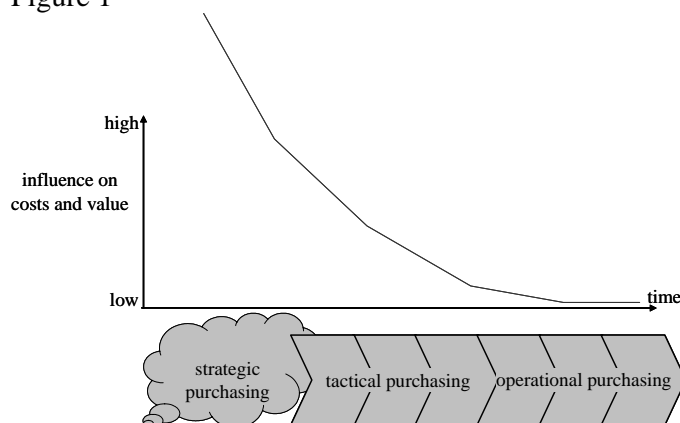 Figure 1
high
influence on
costs and value
low
time
strategic
purchasing
tactical purchasing
operational purchasing